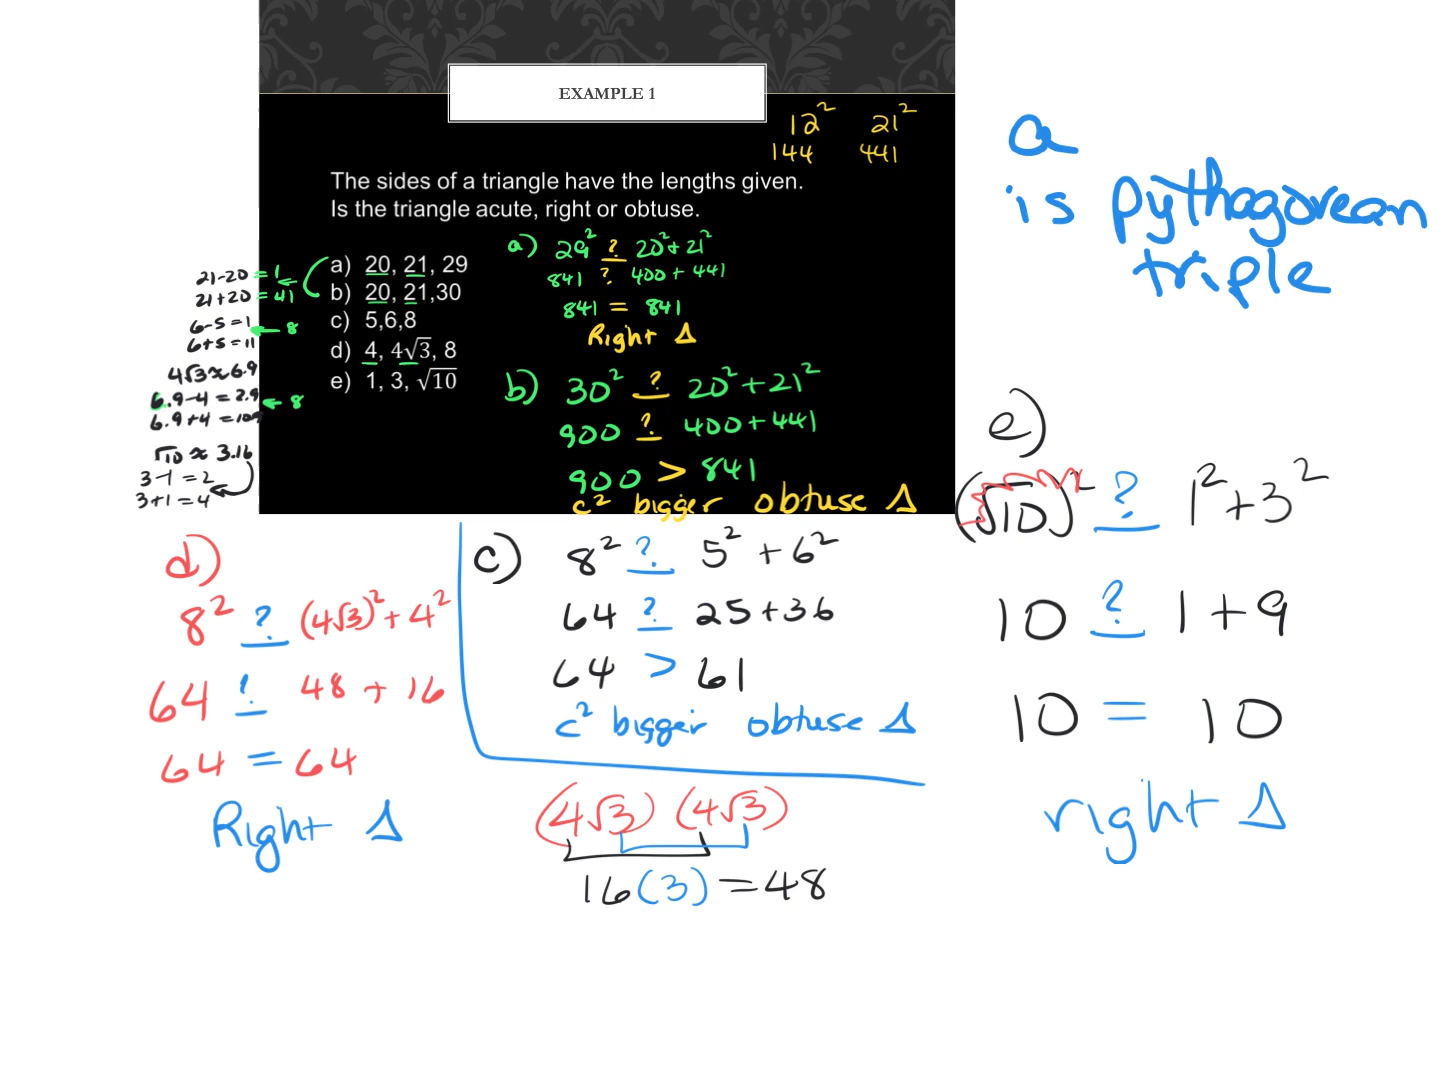 EXAMPLE 1
12² 21²
144 441
The sides of a triangle have the lengths given.
Is the triangle acute, right or obtuse.
a) 20, 21, 29
b) 20, 21,30
c) 5,6,8
d) 4, 4√3, 8
e) 1, 3, √10
21-20 = 1
21+20 = 41
6-5=1 ← 8
6+5=11
4√3≈6.9
6.9-4 = 2.9 ← 8
6.9+4 = 10.9
√10 ≈ 3.16
3-1=2
3+1=4
a) 29² ? 20²+21²
841 ? 400+441
841 = 841
Right Δ
b) 30² ? 20²+21²
900 ? 400+441
900 > 841
c² bigger obtuse Δ
a
is pythagorean
triple
c) 8² ? 5² + 6²
64 ? 25+36
64 > 61
c² bigger obtuse Δ
d)
8² ? (4√3)²+4²
64 ? 48 + 16
64 = 64
Right Δ
(4√3) (4√3)
16(3) = 48
e)
(√10)² ? 1²+3²
10 ? 1+9
10 = 10
right Δ